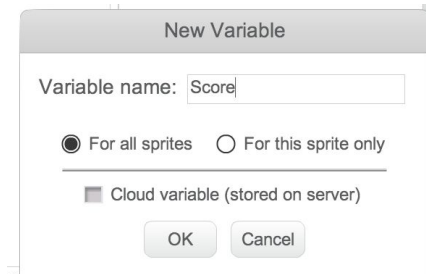 New Variable
Variable name: Score
For all sprites For this sprite only
Cloud variable (stored on server)
OK Cancel